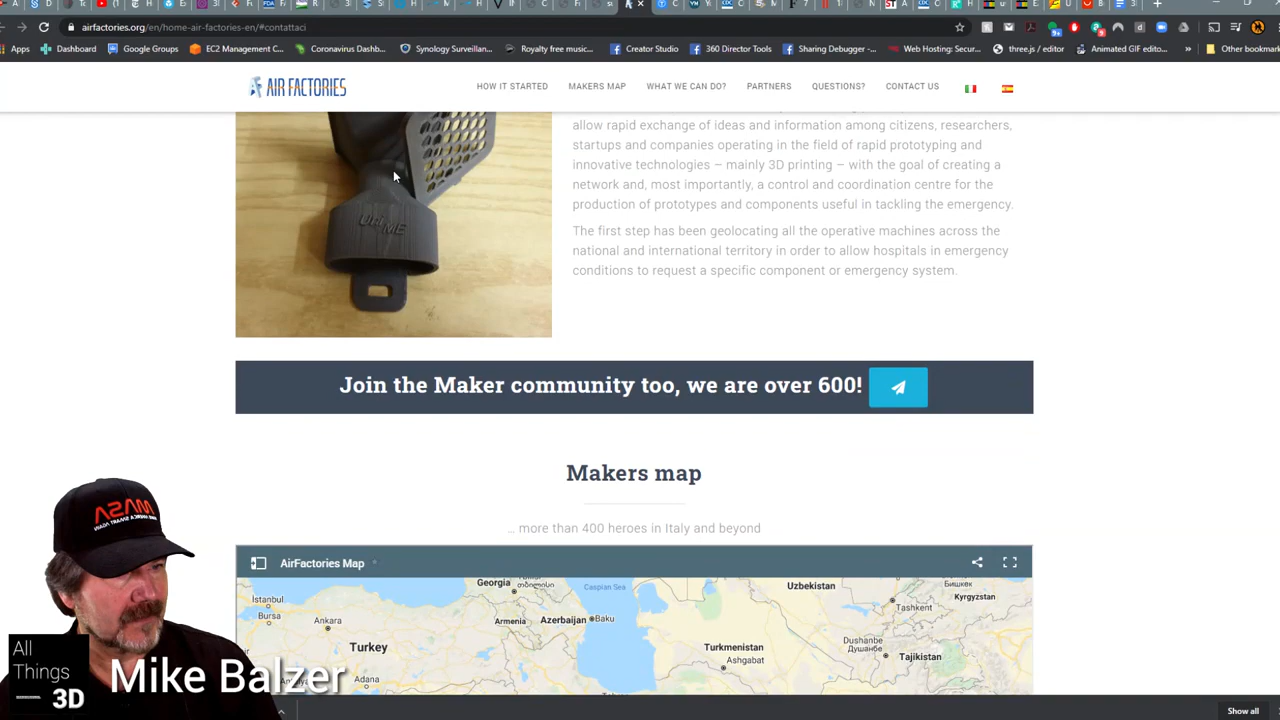 airfactories.org/en/home-air-factories-en/#contattaci
Apps
Dashboard
Google Groups
EC2 Management C...
Coronavirus Dashb...
Synology Surveillan...
Royalty free music...
Creator Studio
360 Director Tools
Sharing Debugger -...
Web Hosting: Secur...
three.js / editor
Animated GIF edito...
»
Other bookmark
AIR FACTORIES
HOW IT STARTED
MAKERS MAP
WHAT WE CAN DO?
PARTNERS
QUESTIONS?
CONTACT US
allow rapid exchange of ideas and information among citizens, researchers,
startups and companies operating in the field of rapid prototyping and
innovative technologies – mainly 3D printing – with the goal of creating a
network and, most importantly, a control and coordination centre for the
production of prototypes and components useful in tackling the emergency.
The first step has been geolocating all the operative machines across the
national and international territory in order to allow hospitals in emergency
conditions to request a specific component or emergency system.
Join the Maker community too, we are over 600!
Makers map
... more than 400 heroes in Italy and beyond
AirFactories Map
Georgia
Caspian Sea
Uzbekistan
Бишкек
Kyrgyzstan
İstanbul
Bursa
Ankara
Armenia
Azerbaijan
Baku
Tashkent
Turkey
Turkmenistan
Dushanbe
Душанбе
Tajikistan
Ashgabat
Adana
All
Things
3D
Mike Balzer
Show all